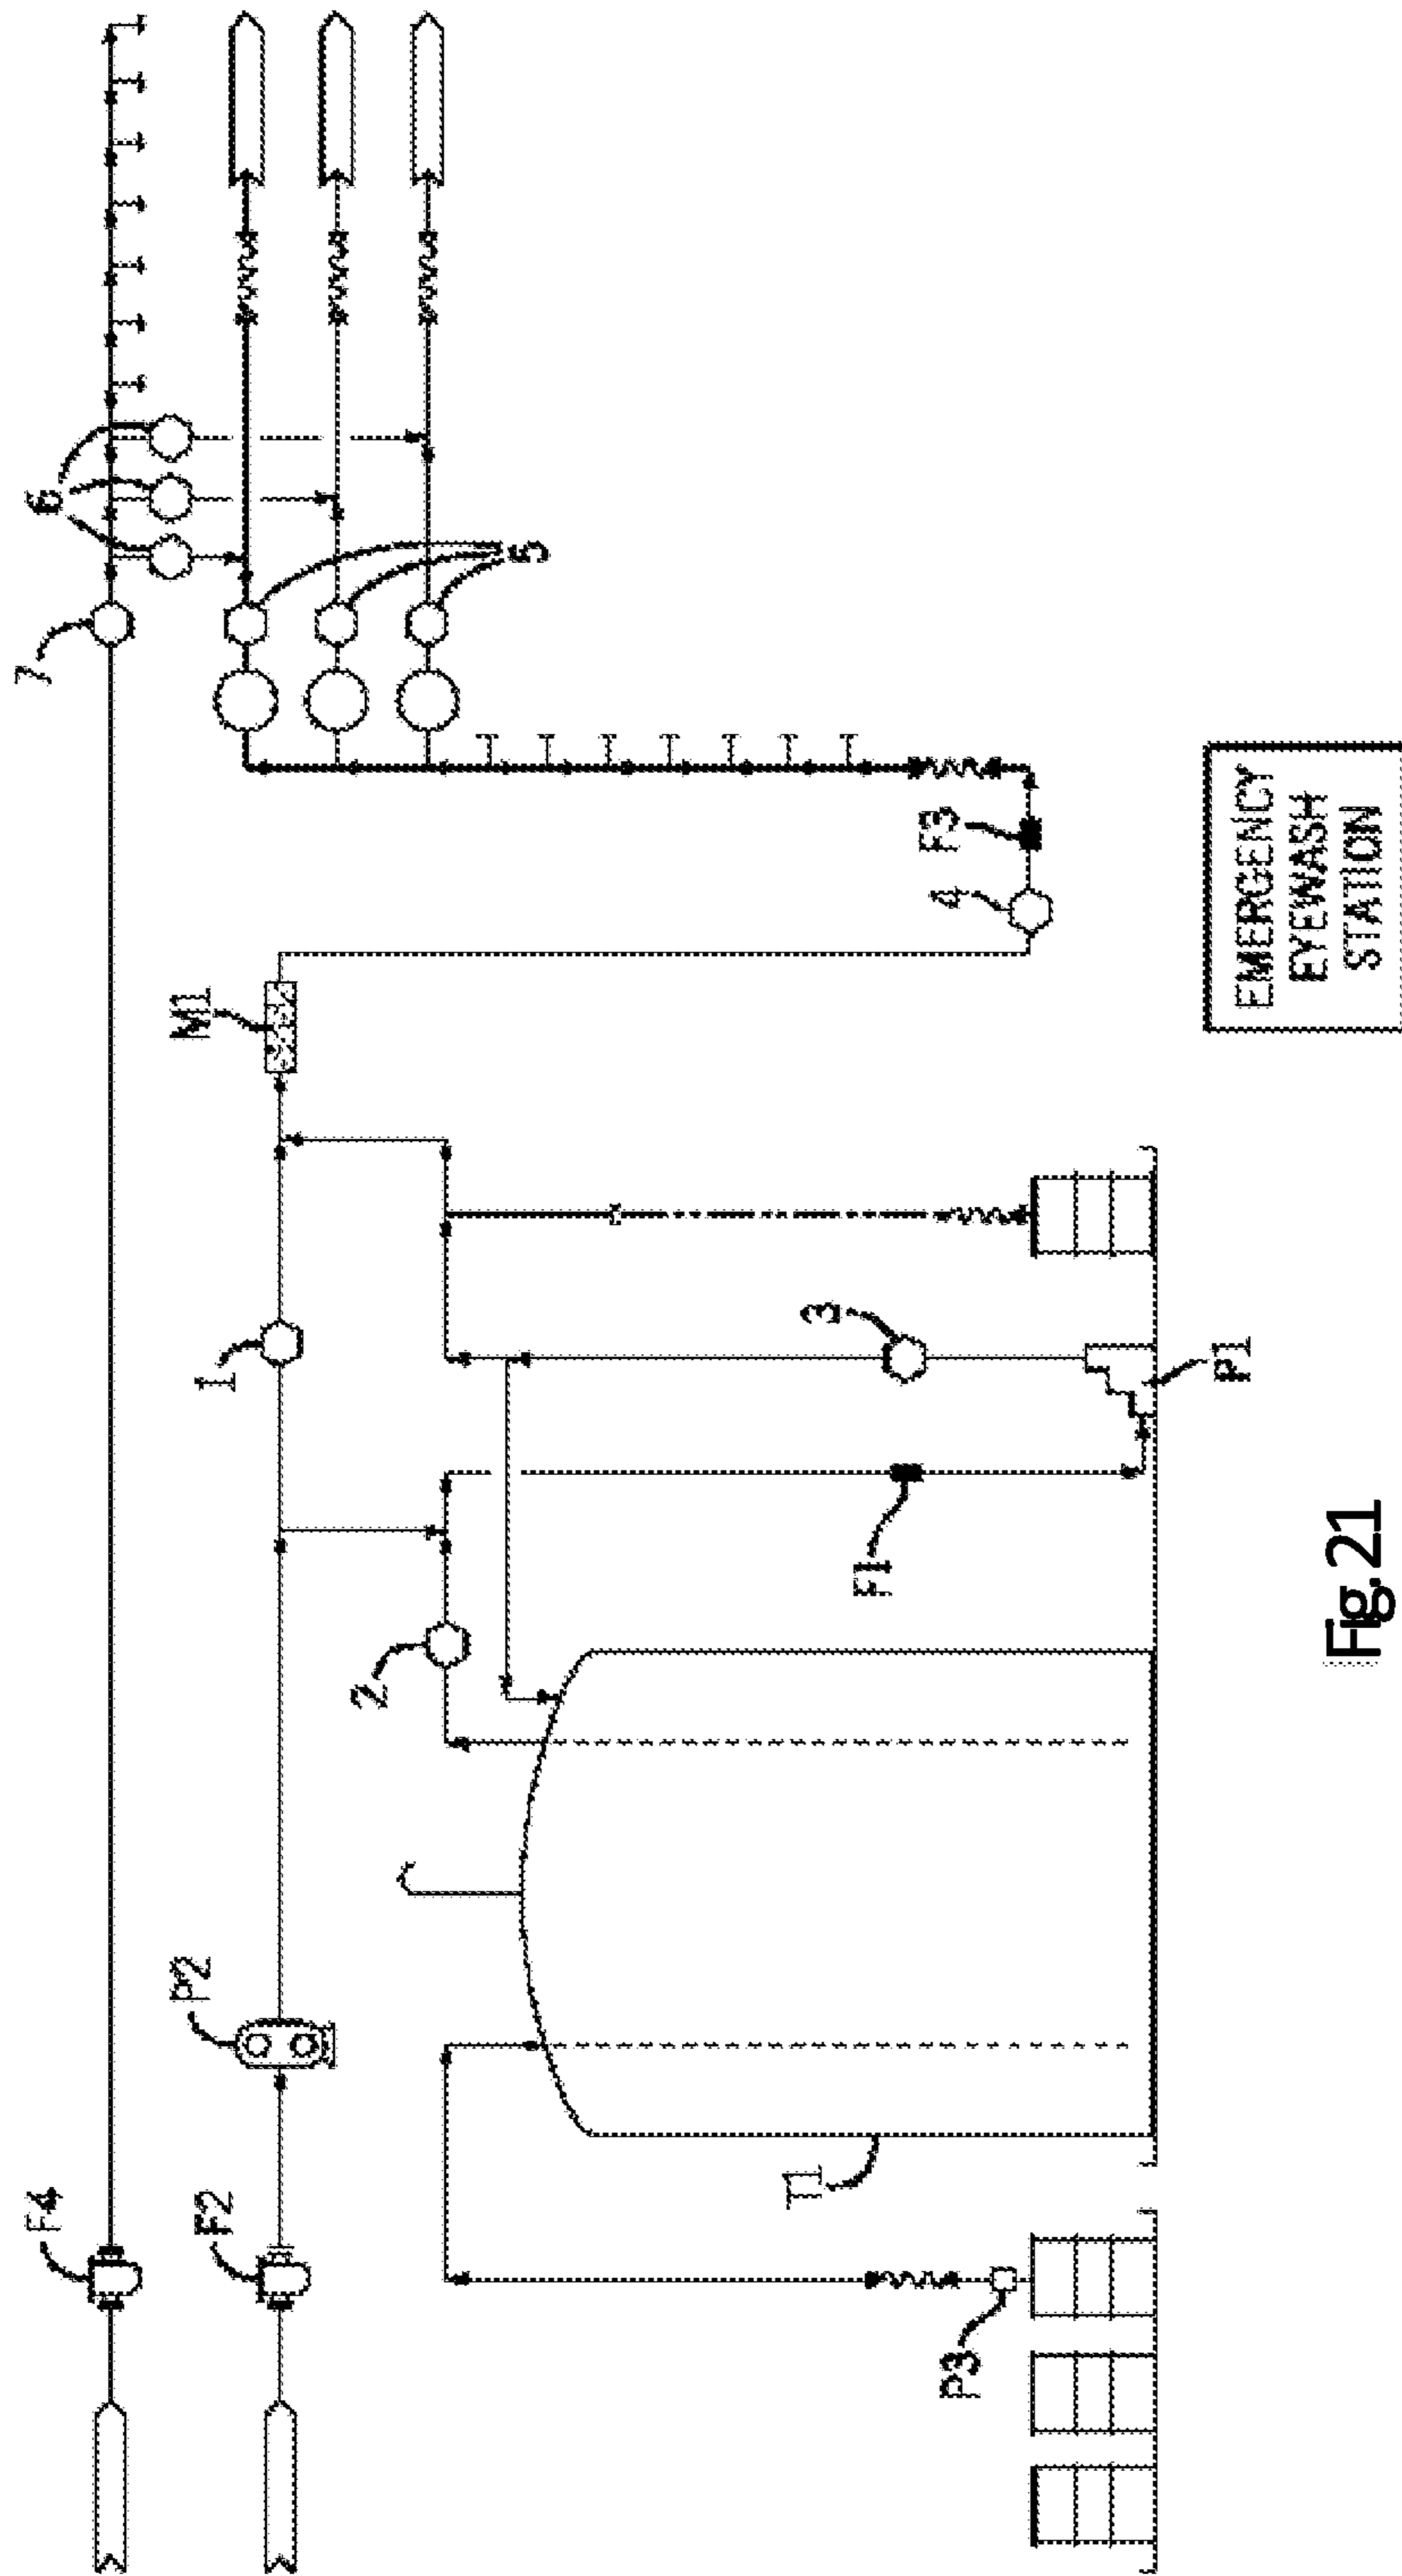 F4
7
6
F2
P2
1
M1
5
2
3
4
F3
F1
T1
P3
P1
EMERGENCY
EYEWASH
STATION
Fig.21